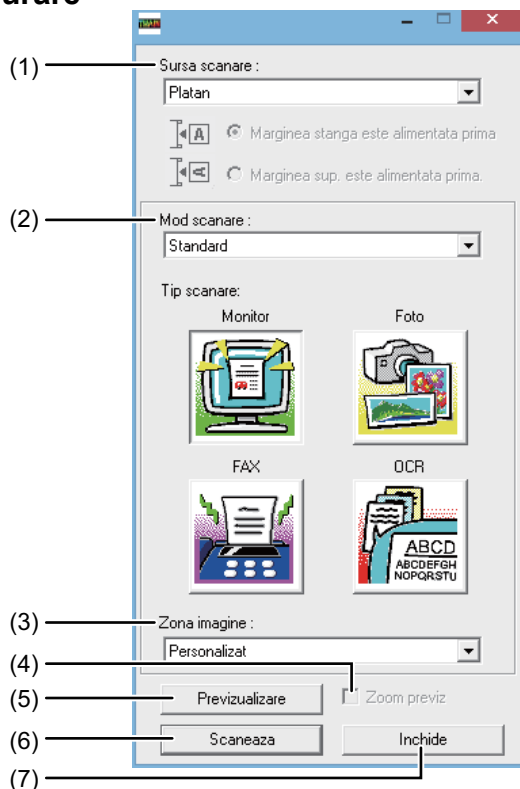 urare
TWAIN
(1)
Sursa scanare :
Platan
A
Marginea stanga este alimentata prima
A
Marginea sup. este alimentata prima.
(2)
Mod scanare :
Standard
Tip scanare:
Monitor
Foto
FAX
OCR
ABCD
ABCDEFGH
NOPQRSTU
(3)
Zona imagine :
Personalizat
(4)
(5)
Previzualizare
Zoom previz
(6)
Scaneaza
Inchide
(7)